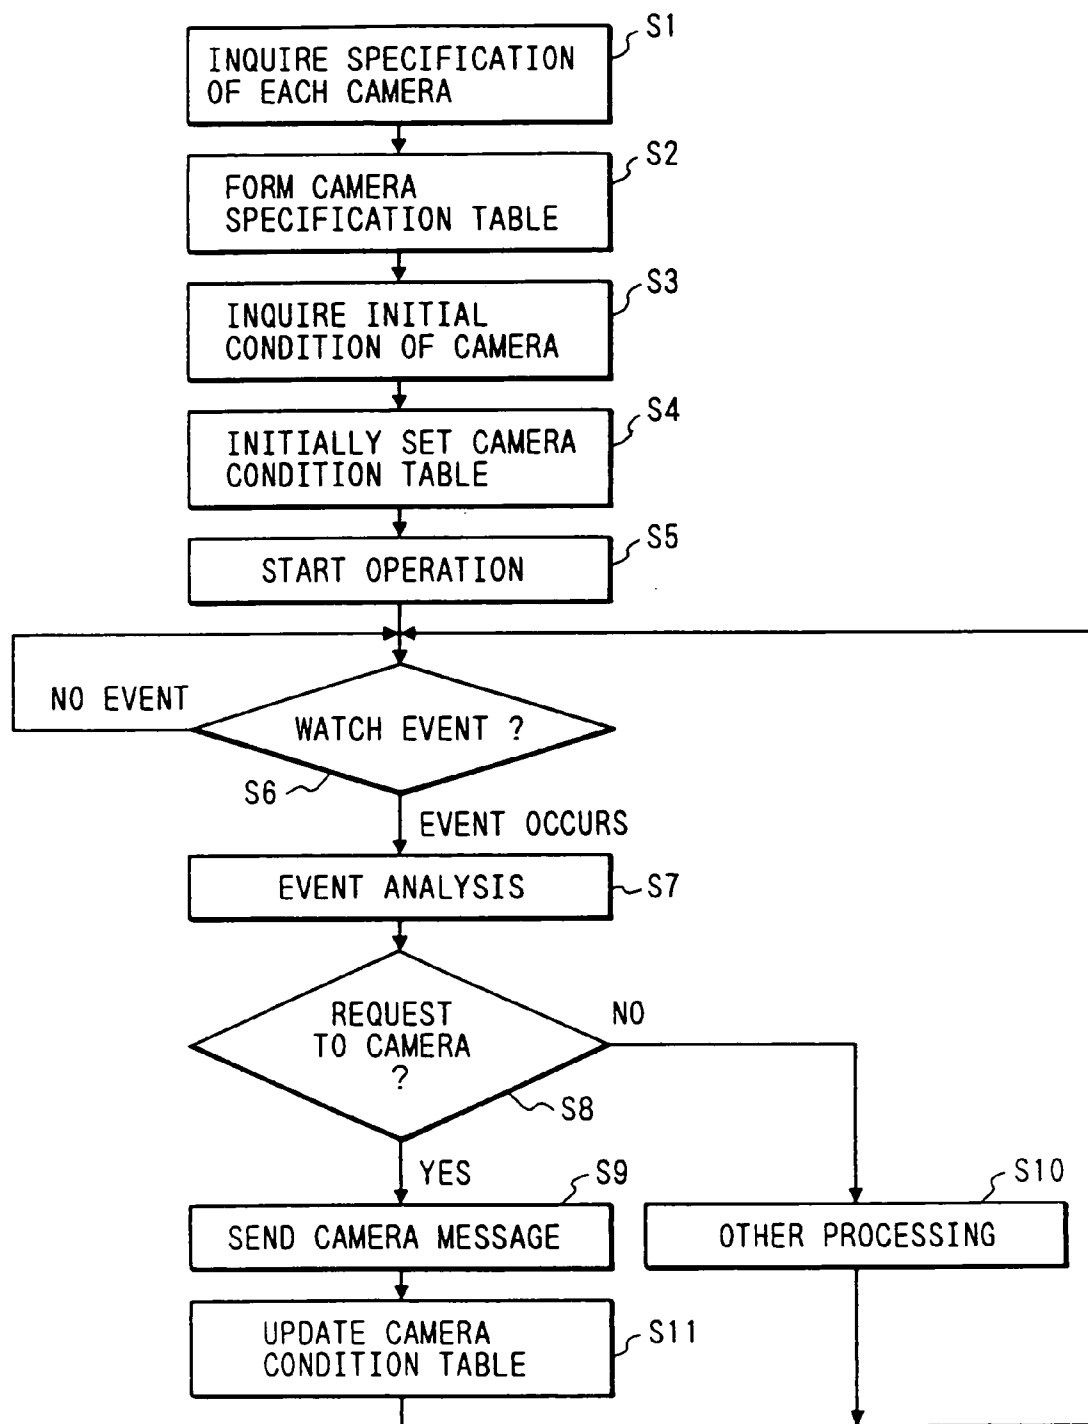 S1
INQUIRE SPECIFICATION
OF EACH CAMERA
S2
FORM CAMERA
SPECIFICATION TABLE
S3
INQUIRE INITIAL
CONDITION OF CAMERA
S4
INITIALLY SET CAMERA
CONDITION TABLE
S5
START OPERATION
NO EVENT
WATCH EVENT ?
S6
EVENT OCCURS
EVENT ANALYSIS
S7
REQUEST
TO CAMERA
?
NO
S8
YES
S9
SEND CAMERA MESSAGE
S10
OTHER PROCESSING
UPDATE CAMERA
CONDITION TABLE
S11